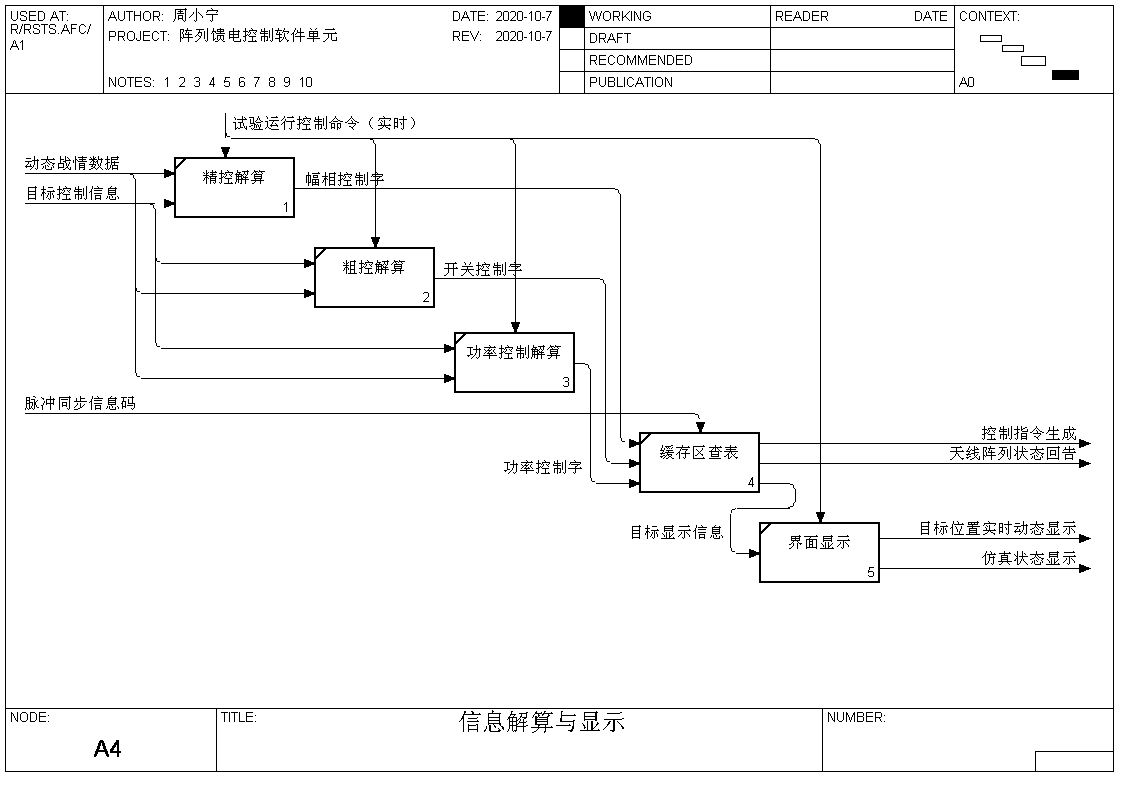 USED AT:
R/RSTS.AFC/
A1
AUTHOR: 周小宁
DATE: 2020-10-7
PROJECT: 阵列馈电控制软件单元
REV: 2020-10-7
NOTES: 1 2 3 4 5 6 7 8 9 10
WORKING
DRAFT
RECOMMENDED
PUBLICATION
READER DATE
CONTEXT:
A0
试验运行控制命令（实时）
动态战情数据
目标控制信息
精控解算
1
幅相控制字
粗控解算
2
开关控制字
功率控制解算
3
脉冲同步信息码
功率控制字
缓存区查表
4
控制指令生成
天线阵列状态回告
目标显示信息
界面显示
5
目标位置实时动态显示
仿真状态显示
NODE:
A4
TITLE:
信息解算与显示
NUMBER: